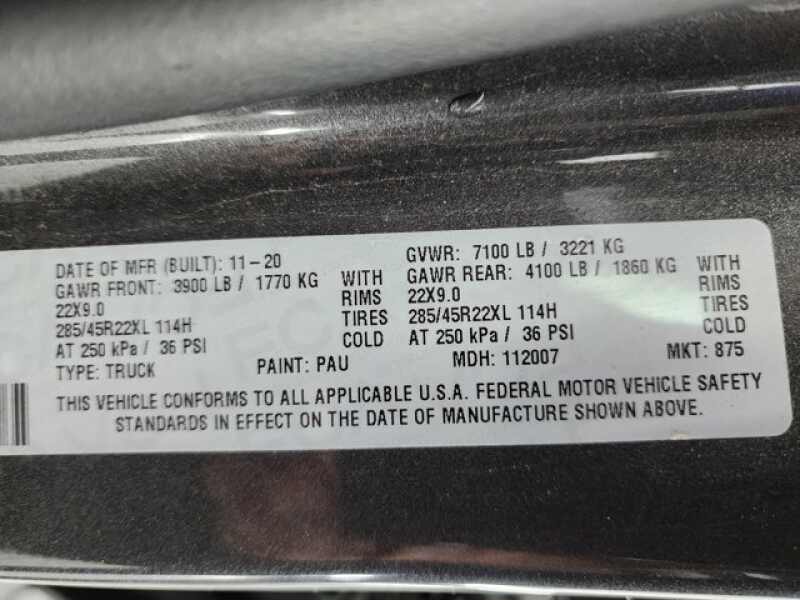 DATE OF MFR (BUILT): 11-20
GVWR: 7100 LB / 3221 KG
GAWR FRONT: 3900 LB / 1770 KG WITH
22X9.0 RIMS
285/45R22XL 114H TIRES
AT 250 kPa / 36 PSI COLD
GAWR REAR: 4100 LB / 1860 KG WITH
22X9.0 RIMS
285/45R22XL 114H TIRES
AT 250 kPa / 36 PSI COLD
TYPE: TRUCK PAINT: PAU MDH: 112007 MKT: 875
THIS VEHICLE CONFORMS TO ALL APPLICABLE U.S.A. FEDERAL MOTOR VEHICLE SAFETY
STANDARDS IN EFFECT ON THE DATE OF MANUFACTURE SHOWN ABOVE.